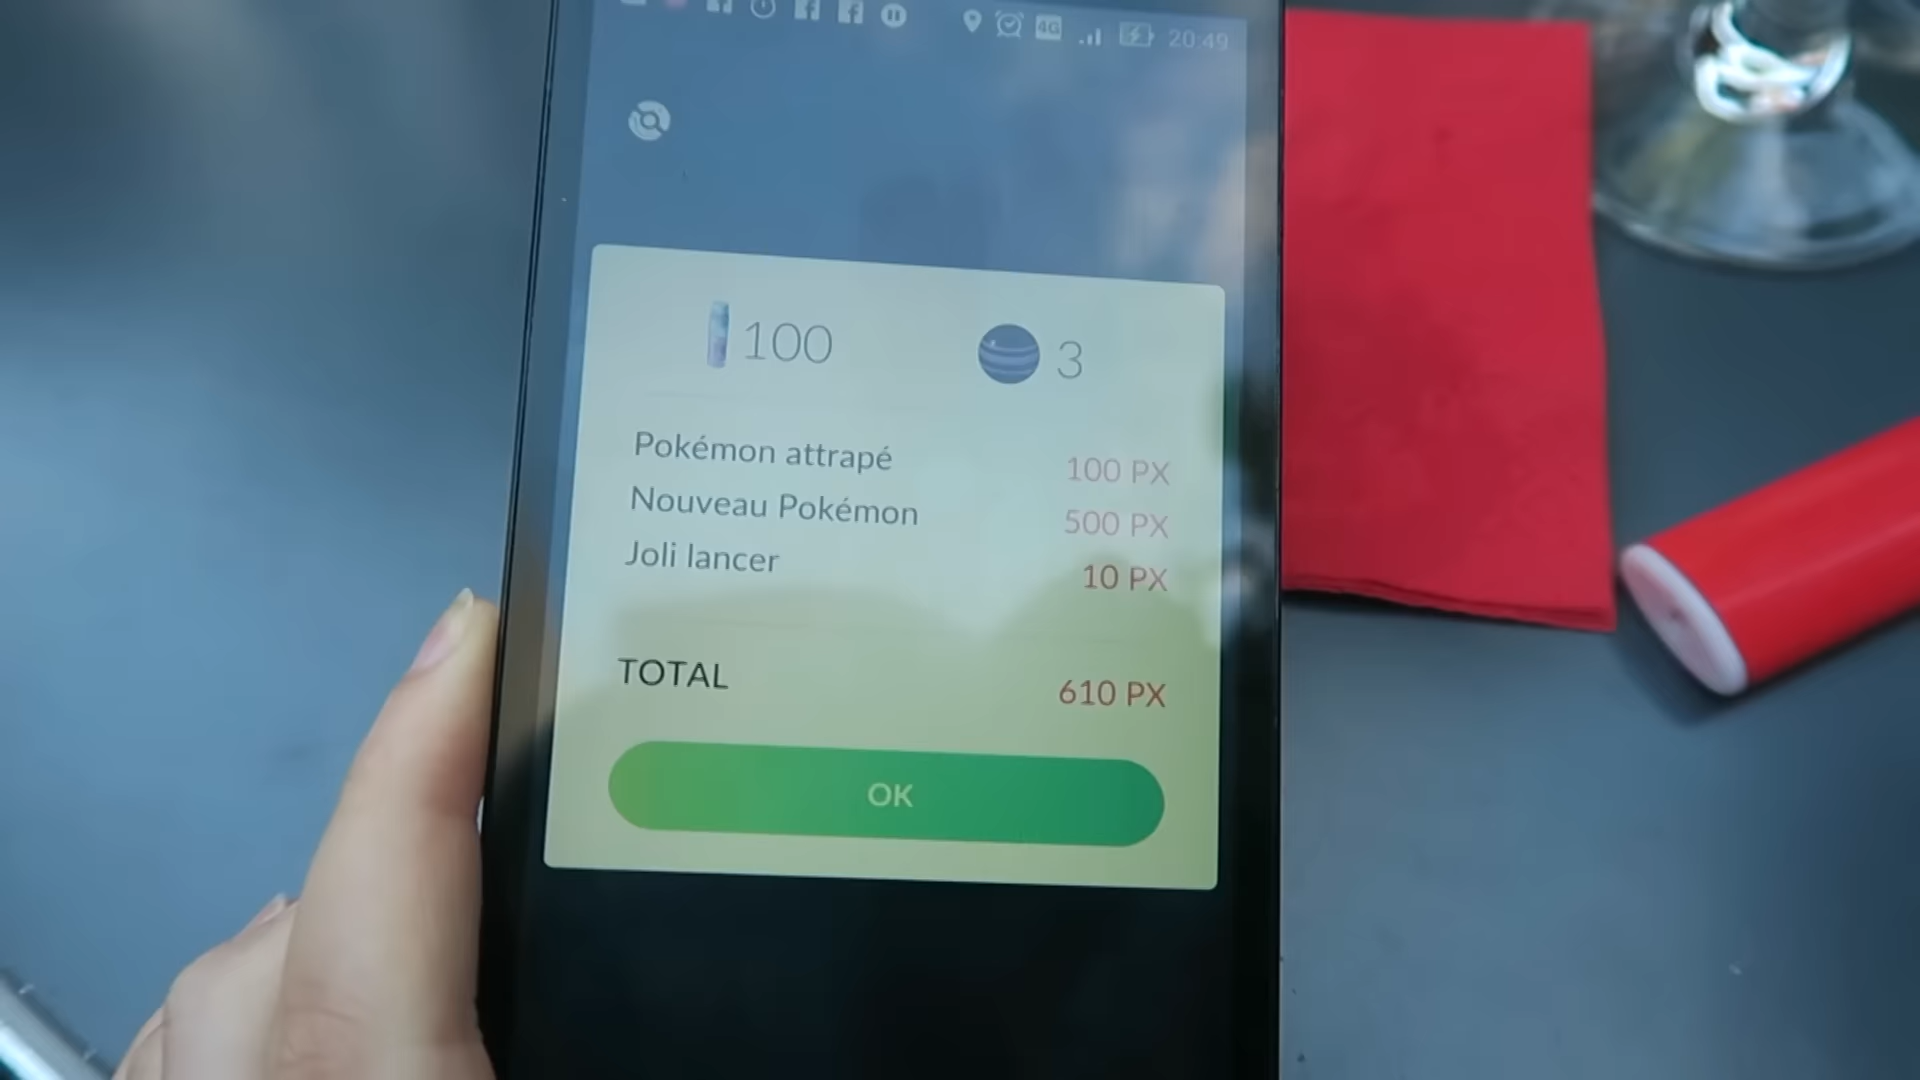 4G 20:49
100 3
Pokémon attrapé 100 PX
Nouveau Pokémon 500 PX
Joli lancer 10 PX
TOTAL 610 PX
OK